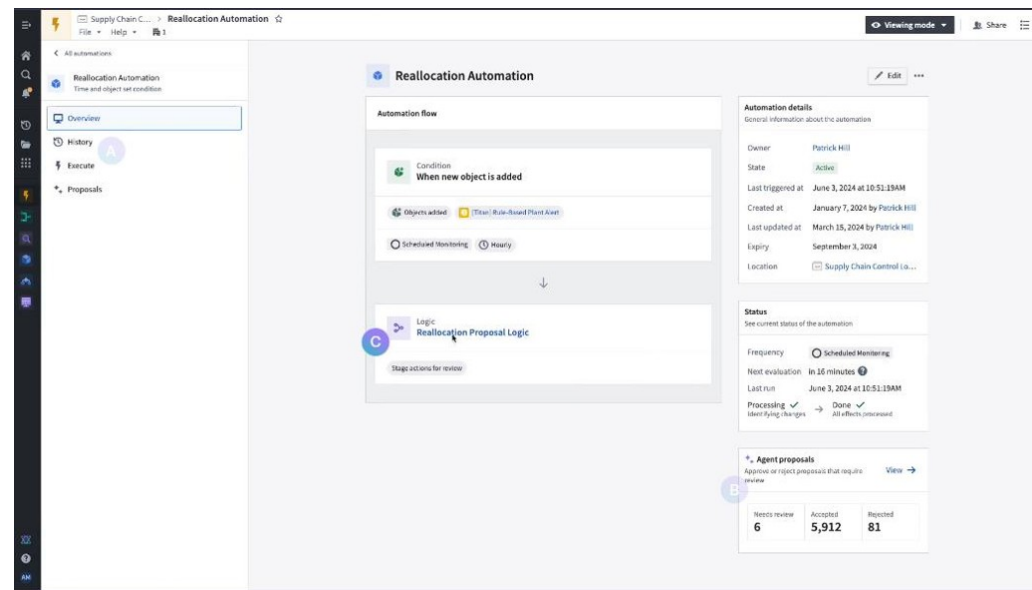 Supply Chain C... > Reallocation Automation
File Help 1
Viewing mode
Share
All automations
Reallocation Automation
Time and object set condition
Overview
History
A
Execute
Proposals
AM
Reallocation Automation
Edit
Automation flow
Condition
When new object is added
Objects added [Titan] Rule-Based Plant Alert
Scheduled Monitoring Hourly
Logic
Reallocation Proposal Logic
C
Stage actions for review
Automation details
General information about the automation
Owner Patrick Hill
State Active
Last triggered at June 3, 2024 at 10:51:19AM
Created at January 7, 2024 by Patrick Hill
Last updated at March 15, 2024 by Patrick Hill
Expiry September 3, 2024
Location Supply Chain Control Lo...
Status
See current status of the automation
Frequency Scheduled Monitoring
Next evaluation in 16 minutes
Last run June 3, 2024 at 10:51:19AM
Processing → Done
Identifying changes All effects processed
Agent proposals
Approve or reject proposals that require
review
View →
B
Needs review Accepted Rejected
6 5,912 81